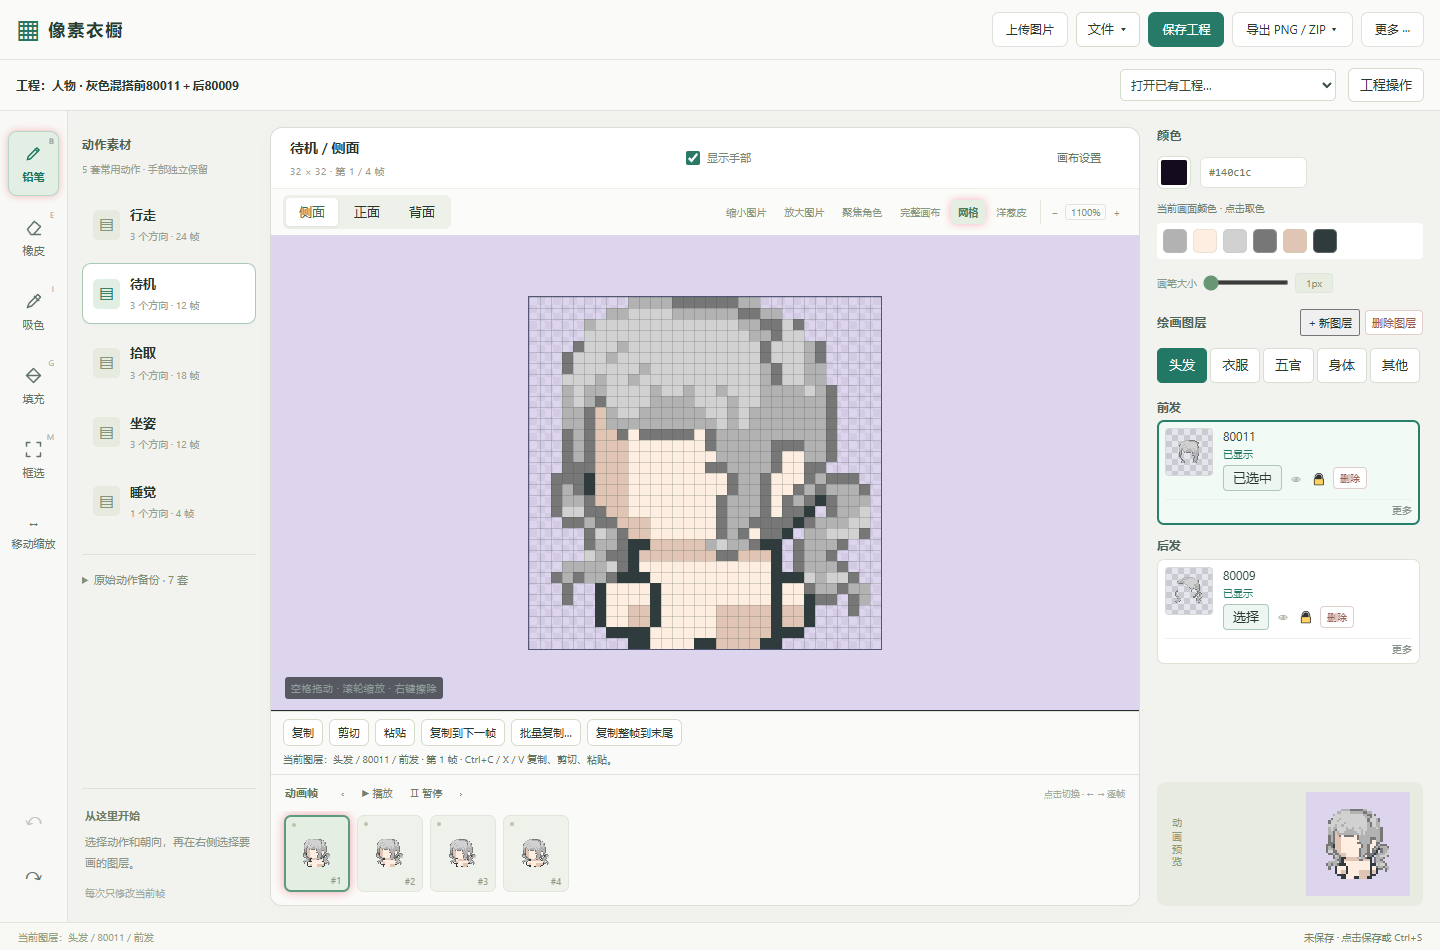 像素衣橱
上传图片
文件 ▾
保存工程
导出 PNG / ZIP ▾
更多 ···
工程：人物 · 灰色混搭前80011 + 后80009
打开已有工程...
工程操作
B
铅笔
E
橡皮
I
吸色
G
填充
M
框选
↔
移动缩放
动作素材
5 套常用动作 · 手部独立保留
行走
3 个方向 · 24 帧
待机
3 个方向 · 12 帧
拾取
3 个方向 · 18 帧
坐姿
3 个方向 · 12 帧
睡觉
1 个方向 · 4 帧
▶ 原始动作备份 · 7 套
从这里开始
选择动作和朝向，再在右侧选择要
画的图层。
每次只修改当前帧
待机 / 侧面
32 × 32 · 第 1 / 4 帧
显示手部
画布设置
侧面 正面 背面
缩小图片 放大图片 聚焦角色 完整画布 网格 洋葱皮 − 1100% +
空格拖动 · 滚轮缩放 · 右键擦除
复制 剪切 粘贴 复制到下一帧 批量复制... 复制整帧到末尾
当前图层：头发 / 80011 / 前发 · 第 1 帧 · Ctrl+C / X / V 复制、剪切、粘贴。
动画帧 ‹ ▶ 播放 II 暂停 ›
点击切换 · ← → 逐帧
#1 #2 #3 #4
颜色
#140c1c
当前画面颜色 · 点击取色
画笔大小 1px
绘画图层 + 新图层 删除图层
头发 衣服 五官 身体 其他
前发
80011
已显示
已选中 删除
更多
后发
80009
已显示
选择 删除
更多
动
画
预
览
当前图层：头发 / 80011 / 前发
未保存 · 点击保存或 Ctrl+S